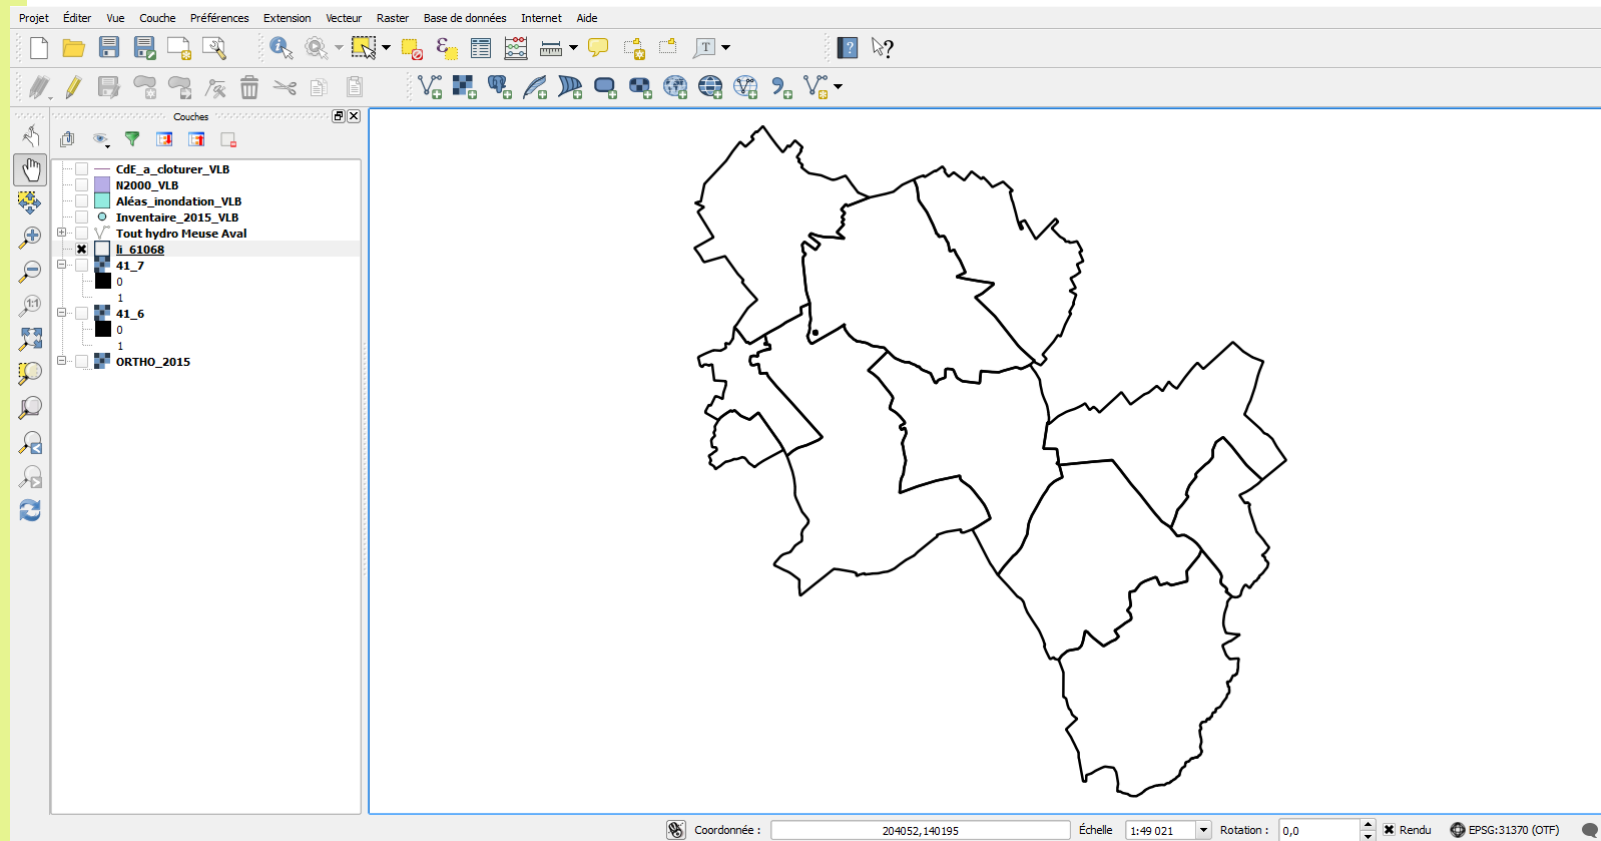 Projet Éditer Vue Couche Préférences Extension Vecteur Raster Base de données Internet Aide
Couches
CdE_a_cloturer_VLB
N2000_VLB
Aléas_inondation_VLB
Inventaire_2015_VLB
Tout hydro Meuse Aval
li_61068
41_7
0
1
41_6
0
1
ORTHO_2015
Coordonnée : 204052,140195 Échelle 1:49 021 Rotation : 0,0 Rendu EPSG:31370 (OTF)